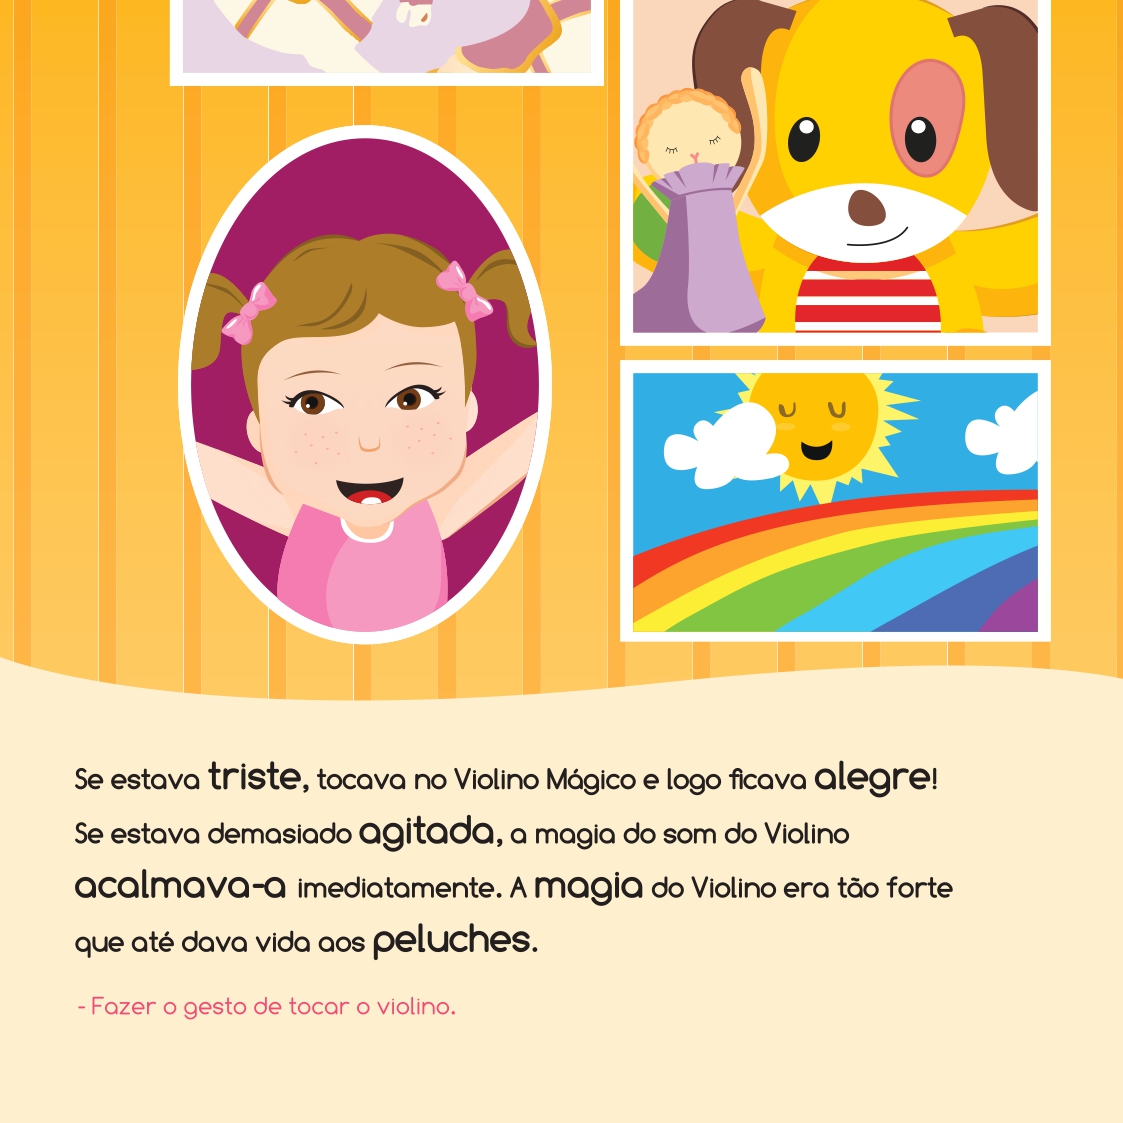 Se estava triste, tocava no Violino Mágico e logo ficava alegre!
Se estava demasiado agitada, a magia do som do Violino
acalmava-a imediatamente. A magia do Violino era tão forte
que até dava vida aos peluches.
- Fazer o gesto de tocar o violino.